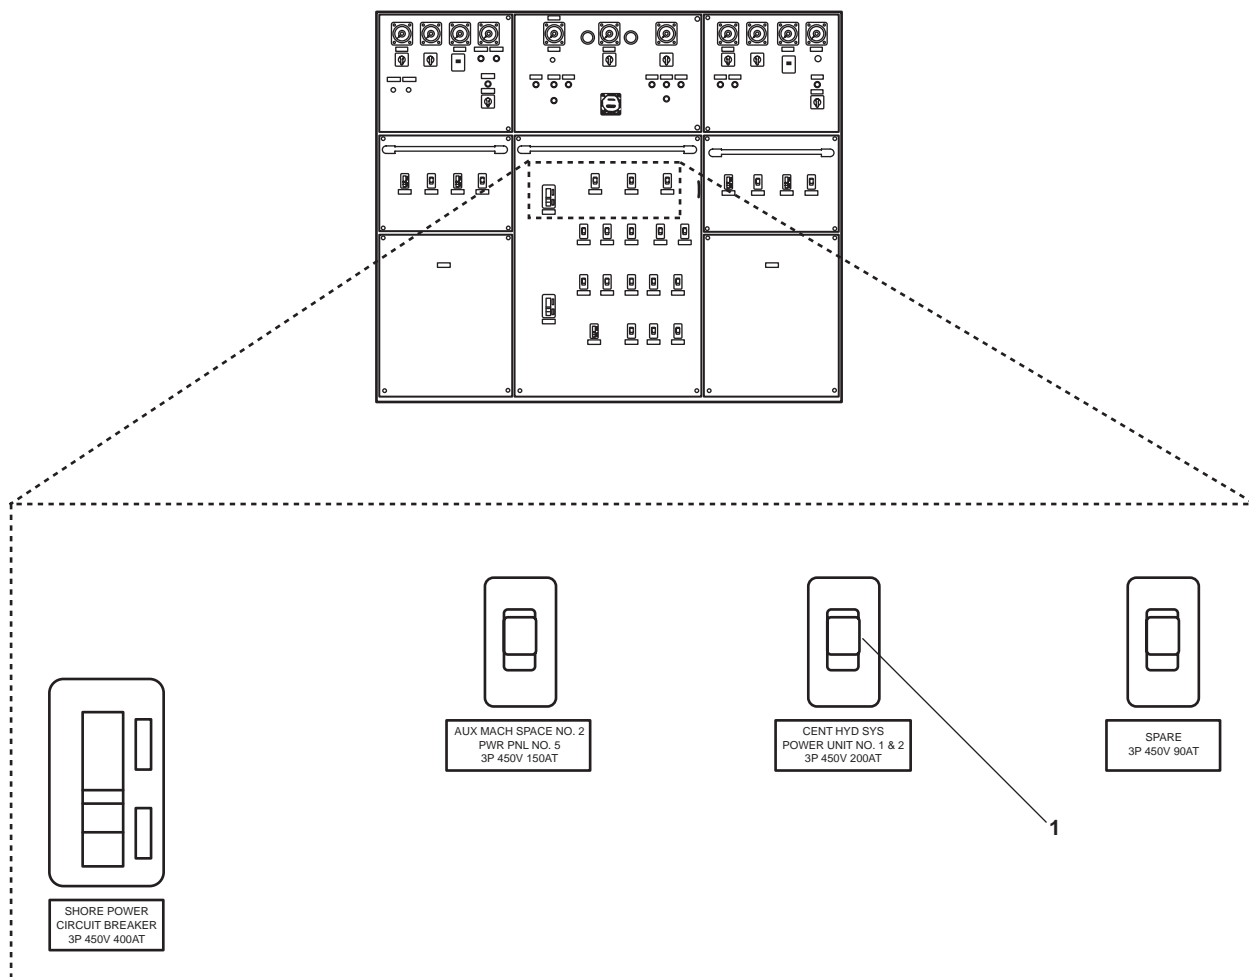 AUX MACH SPACE NO. 2
PWR PNL NO. 5
3P 450V 150AT
CENT HYD SYS
POWER UNIT NO. 1 & 2
3P 450V 200AT
SPARE
3P 450V 90AT
1
SHORE POWER
CIRCUIT BREAKER
3P 450V 400AT